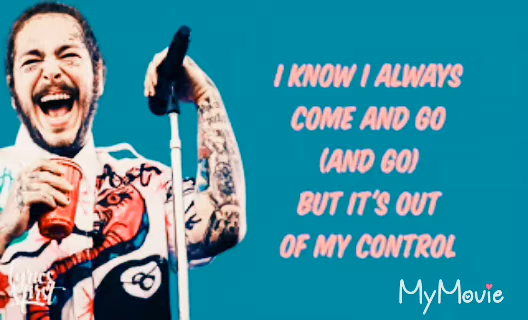 I KNOW I ALWAYS
COME AND GO
(AND GO)
BUT IT'S OUT
OF MY CONTROL
MyMovie